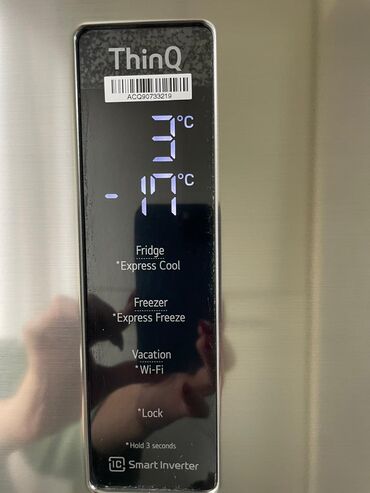 ThinQ
ACQ90733219
3°C
-17°C
Fridge
*Express Cool
Freezer
*Express Freeze
Vacation
*Wi-Fi
*Lock
*Hold 3 seconds
IC Smart Inverter